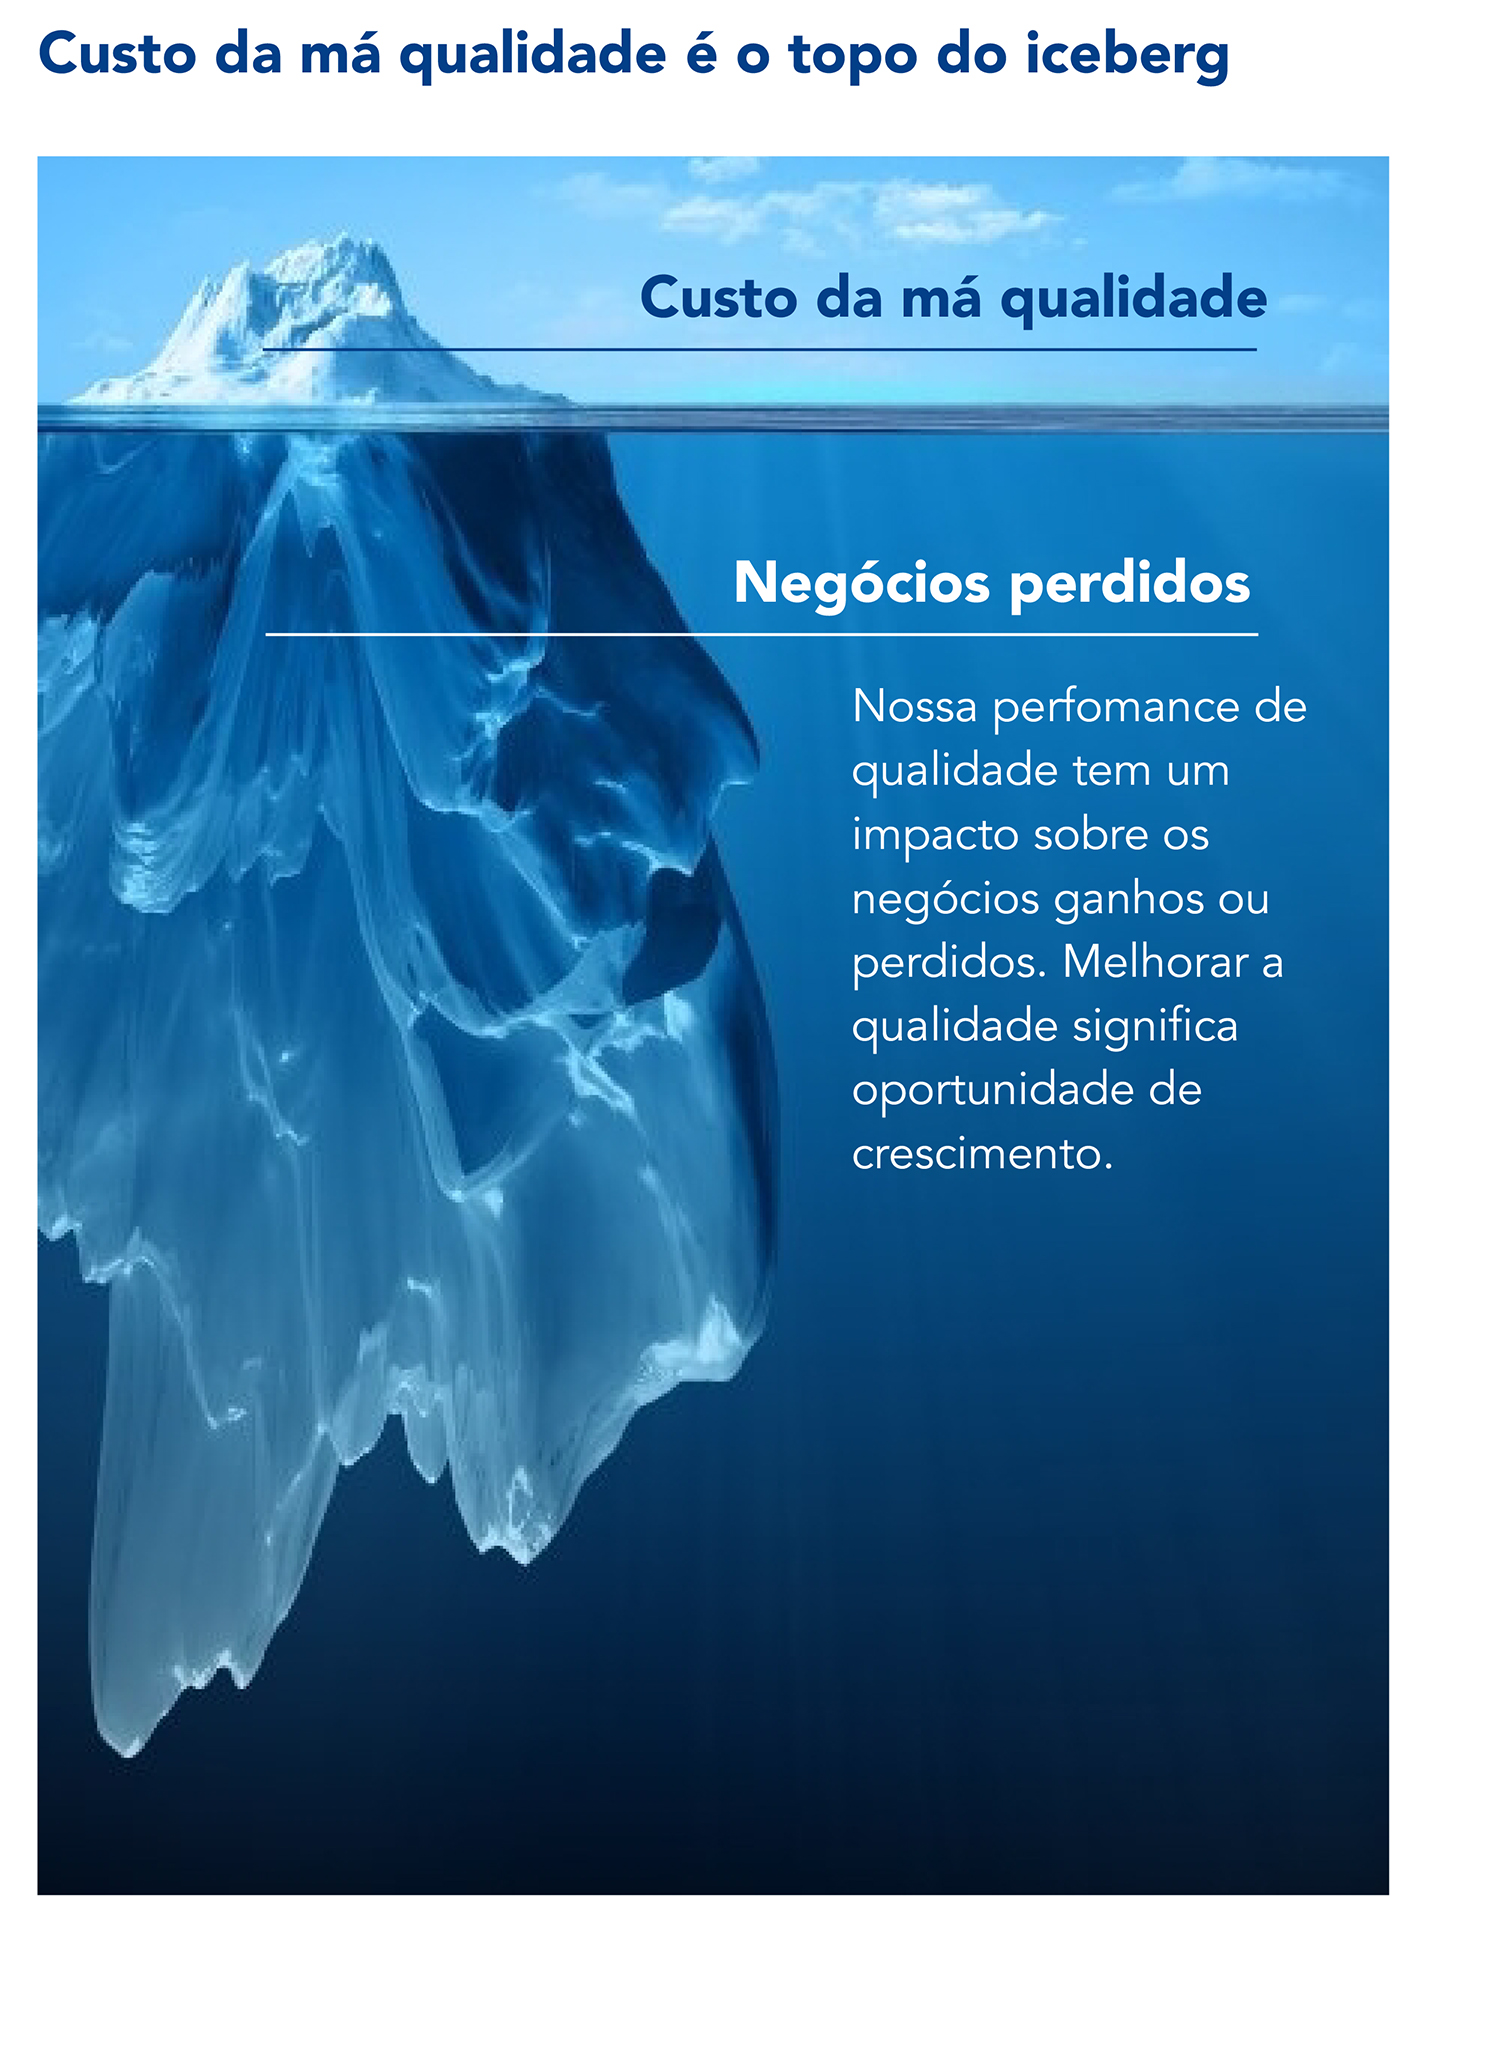 Custo da má qualidade é o topo do iceberg
Custo da má qualidade
Negócios perdidos
Nossa perfomance de
qualidade tem um
impacto sobre os
negócios ganhos ou
perdidos. Melhorar a
qualidade significa
oportunidade de
crescimento.